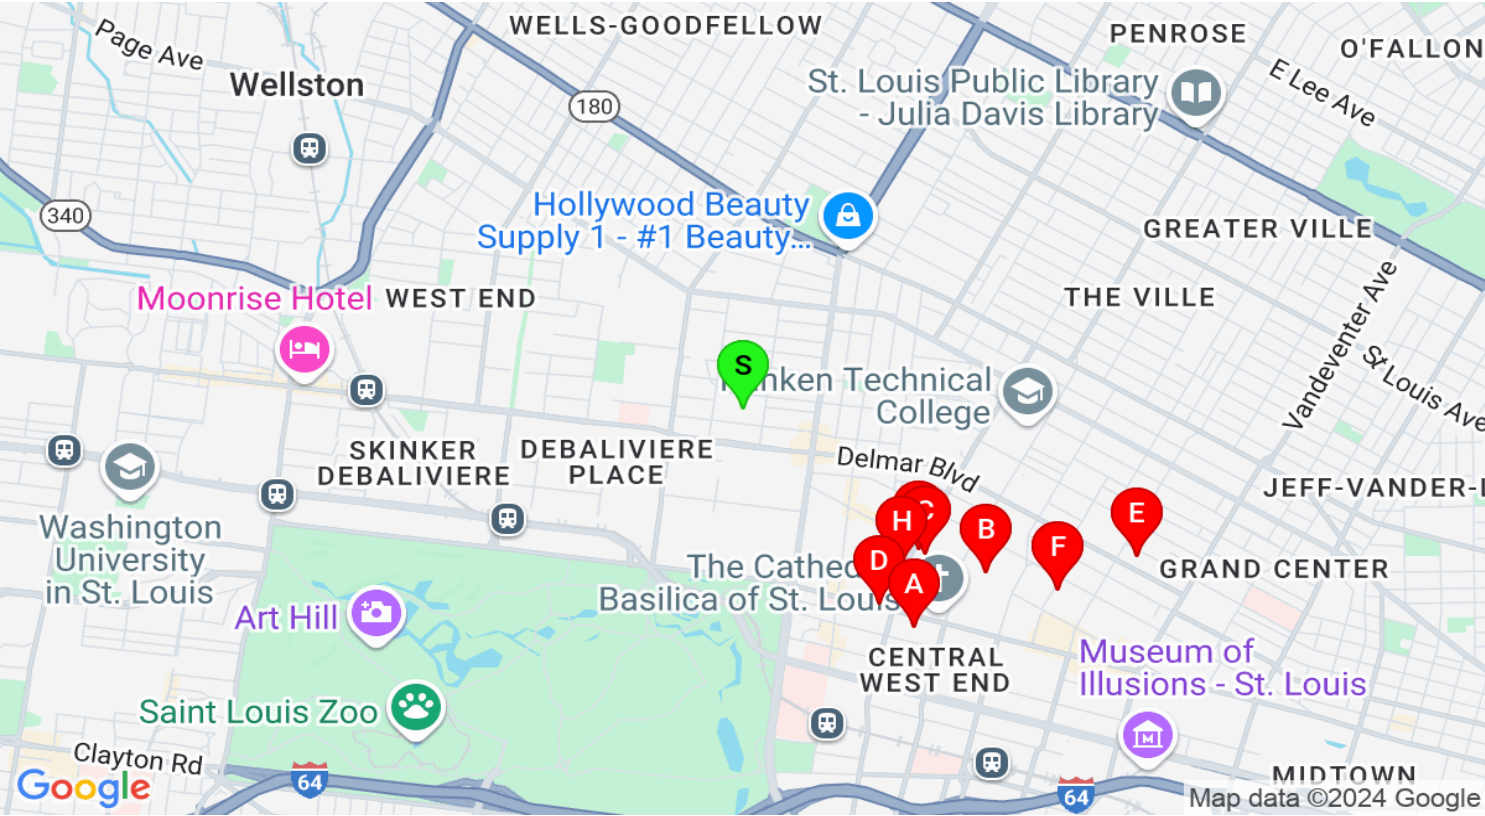 WELLS-GOODFELLOW
PENROSE
O'FALLON
Page Ave
Wellston
180
St. Louis Public Library
- Julia Davis Library
E Lee Ave
340
Hollywood Beauty
Supply 1 - #1 Beauty...
GREATER VILLE
Moonrise Hotel
WEST END
THE VILLE
Vandeventer Ave
St Louis Ave
S
Technical
College
SKINKER
DEBALIVIERE
DEBALIVIERE
PLACE
Delmar Blvd
JEFF-VANDER-
Washington
University
in St. Louis
H
C
B
E
F
D
A
The
Basilica of St. Louis
GRAND CENTER
Art Hill
CENTRAL
WEST END
Museum of
Illusions - St. Louis
Saint Louis Zoo
M
Clayton Rd
64
64
MIDTOWN
Google
Map data ©2024 Google